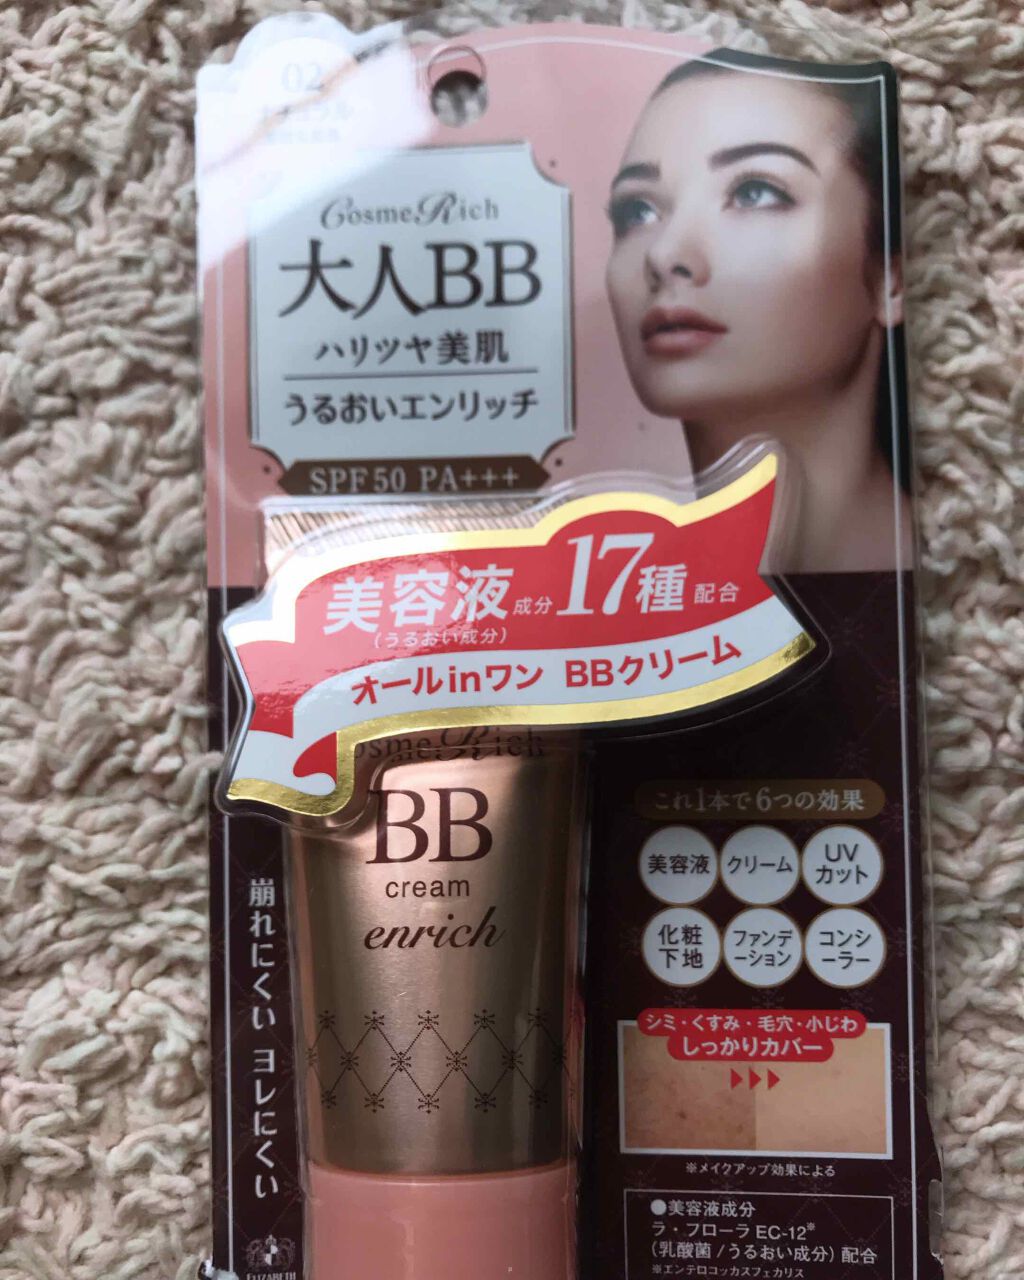 02
ナチュラル
CosmeRich
大人BB
ハリツヤ美肌
うるおいエンリッチ
SPF50 PA+++
美容液成分17種配合
(うるおい成分)
オールinワン BBクリーム
CosmeRich
BB
cream
enrich
崩れにくい ヨレにくい
これ1本で6つの効果
美容液
クリーム
UV
カット
化粧
下地
ファンデ
ーション
コンシ
ーラー
シミ・くすみ・毛穴・小じわ
しっかりカバー
※メイクアップ効果による
●美容液成分
ラ・フローラ EC-12※
(乳酸菌/うるおい成分) 配合
※エンテロコッカスフェカリス
ELIZABETH